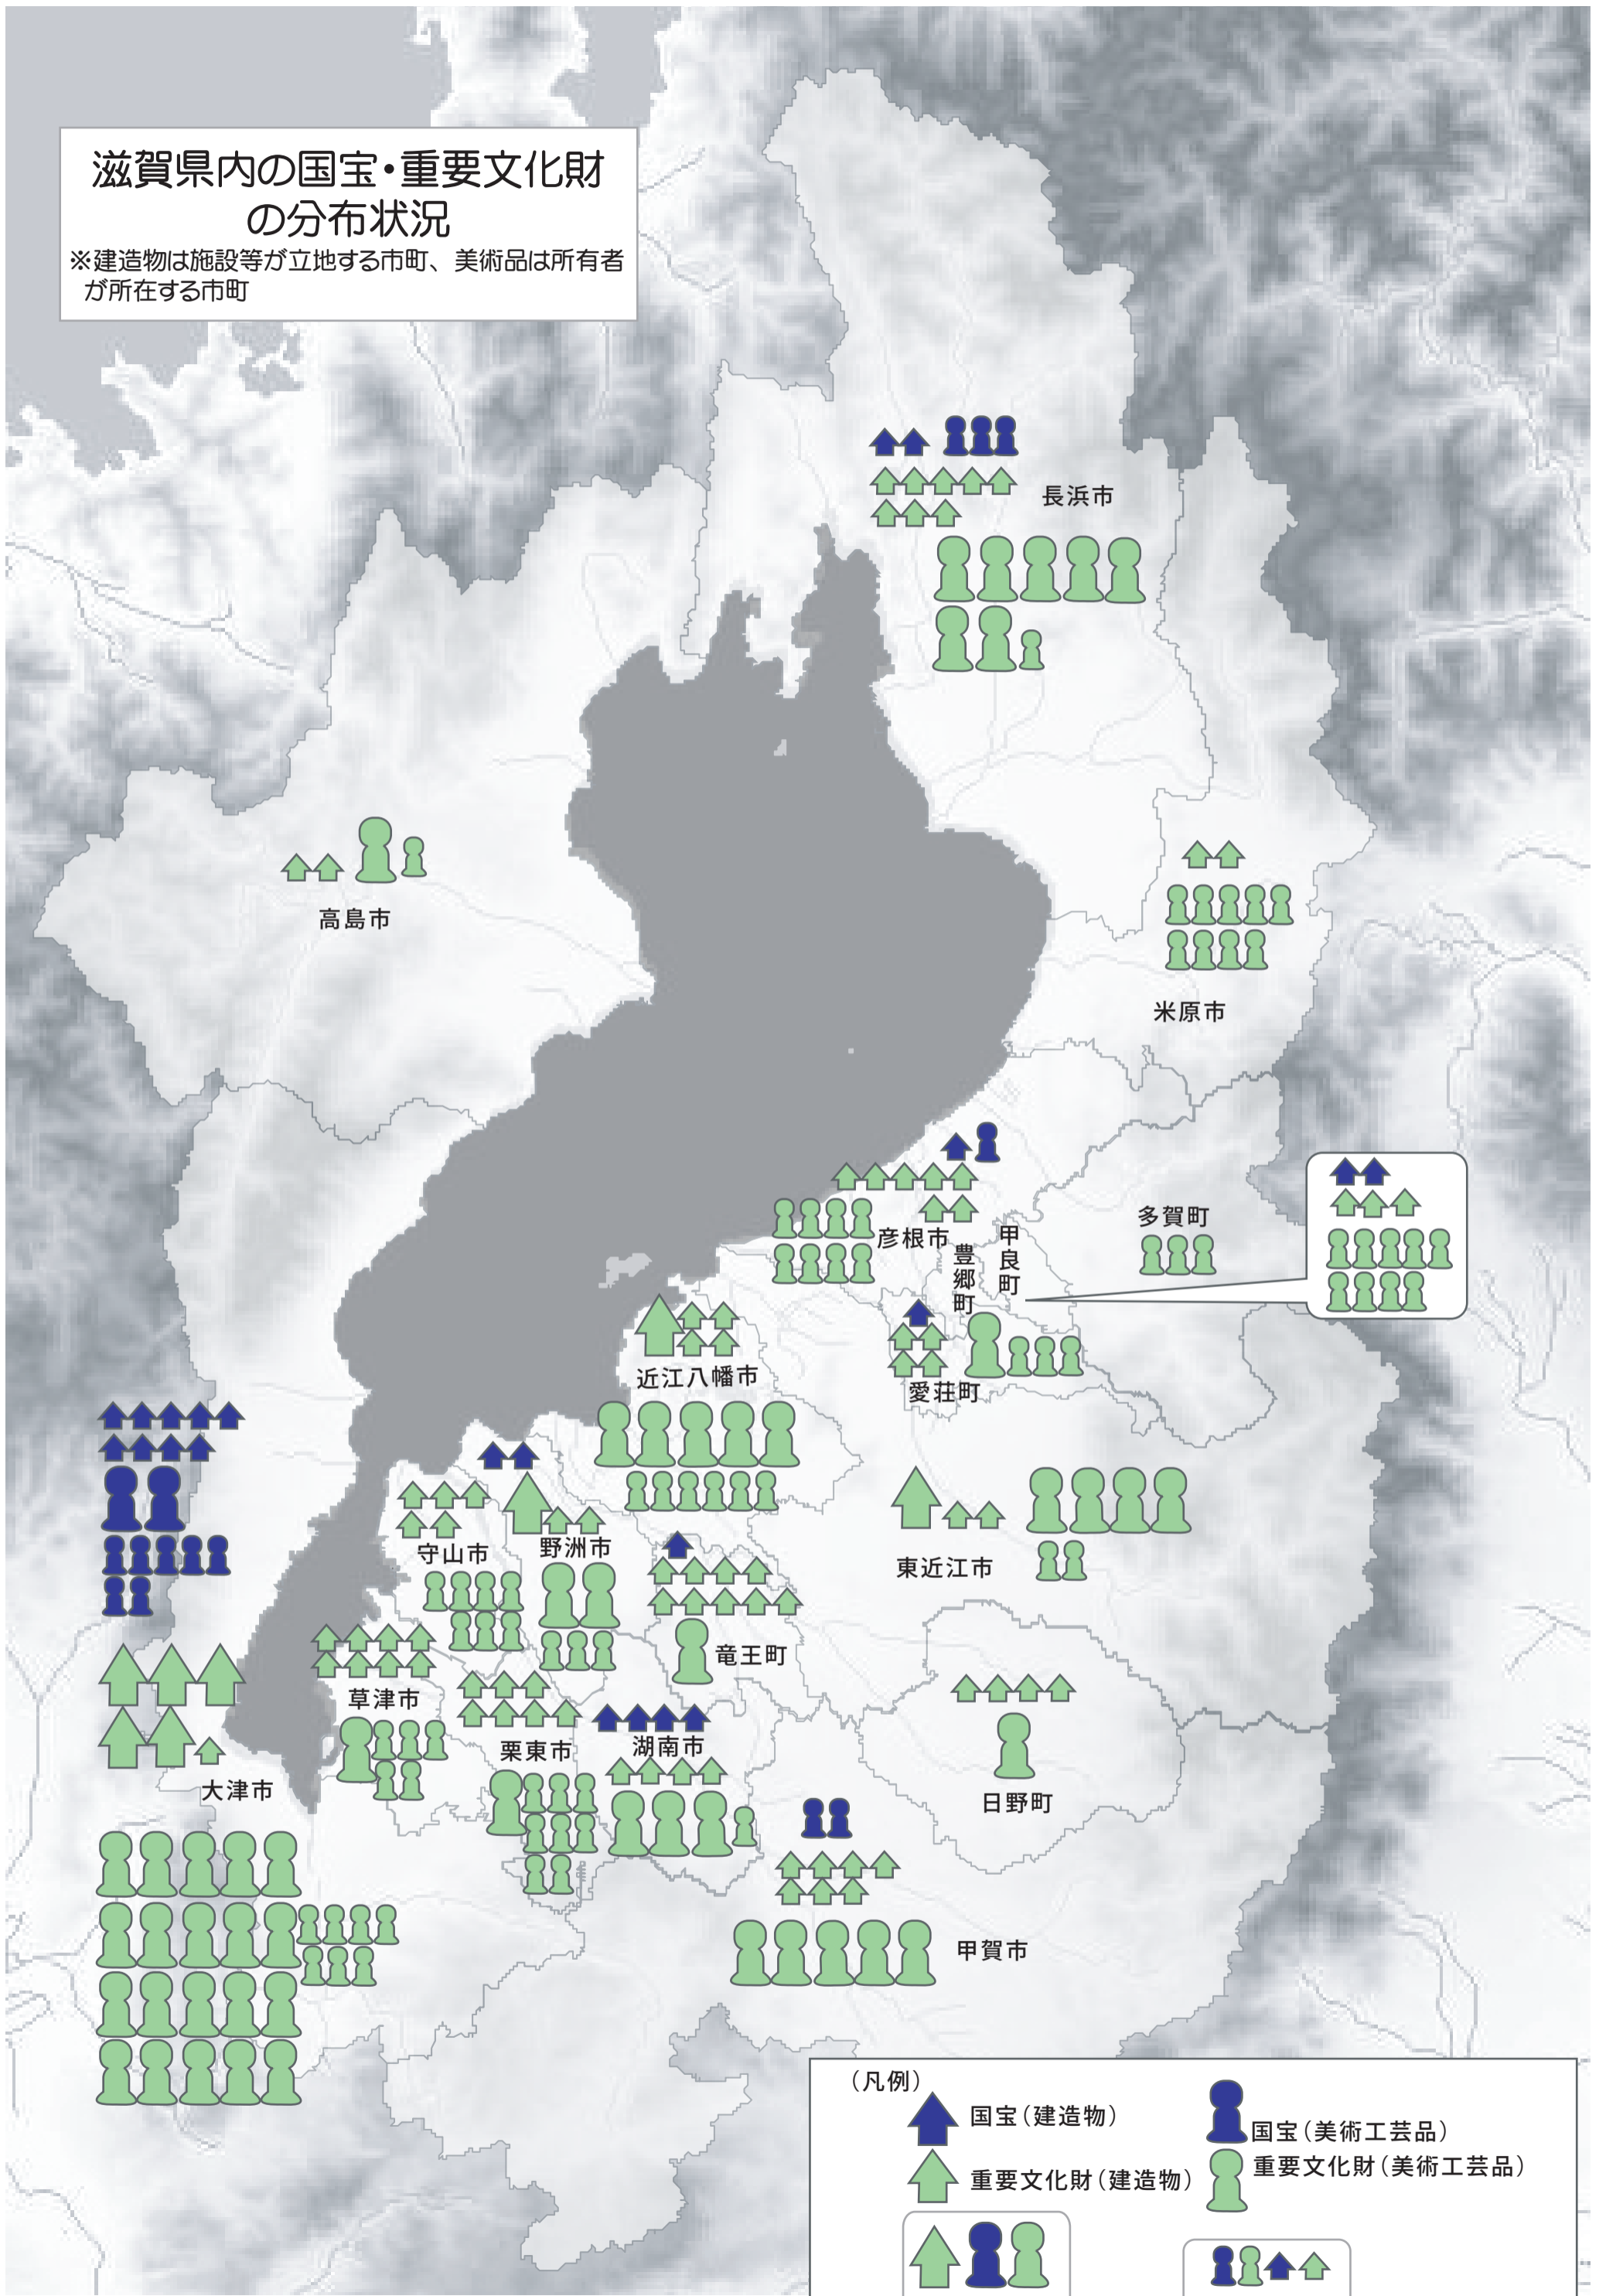 滋賀県内の国宝・重要文化財
の分布状況
※建造物は施設等が立地する市町、美術品は所有者
が所在する市町
長浜市
高島市
米原市
多賀町
彦根市
甲良町
豊郷町
愛荘町
近江八幡市
東近江市
守山市
野洲市
竜王町
草津市
栗東市
湖南市
大津市
日野町
甲賀市
(凡例)
国宝(建造物)
国宝(美術工芸品)
重要文化財(建造物)
重要文化財(美術工芸品)